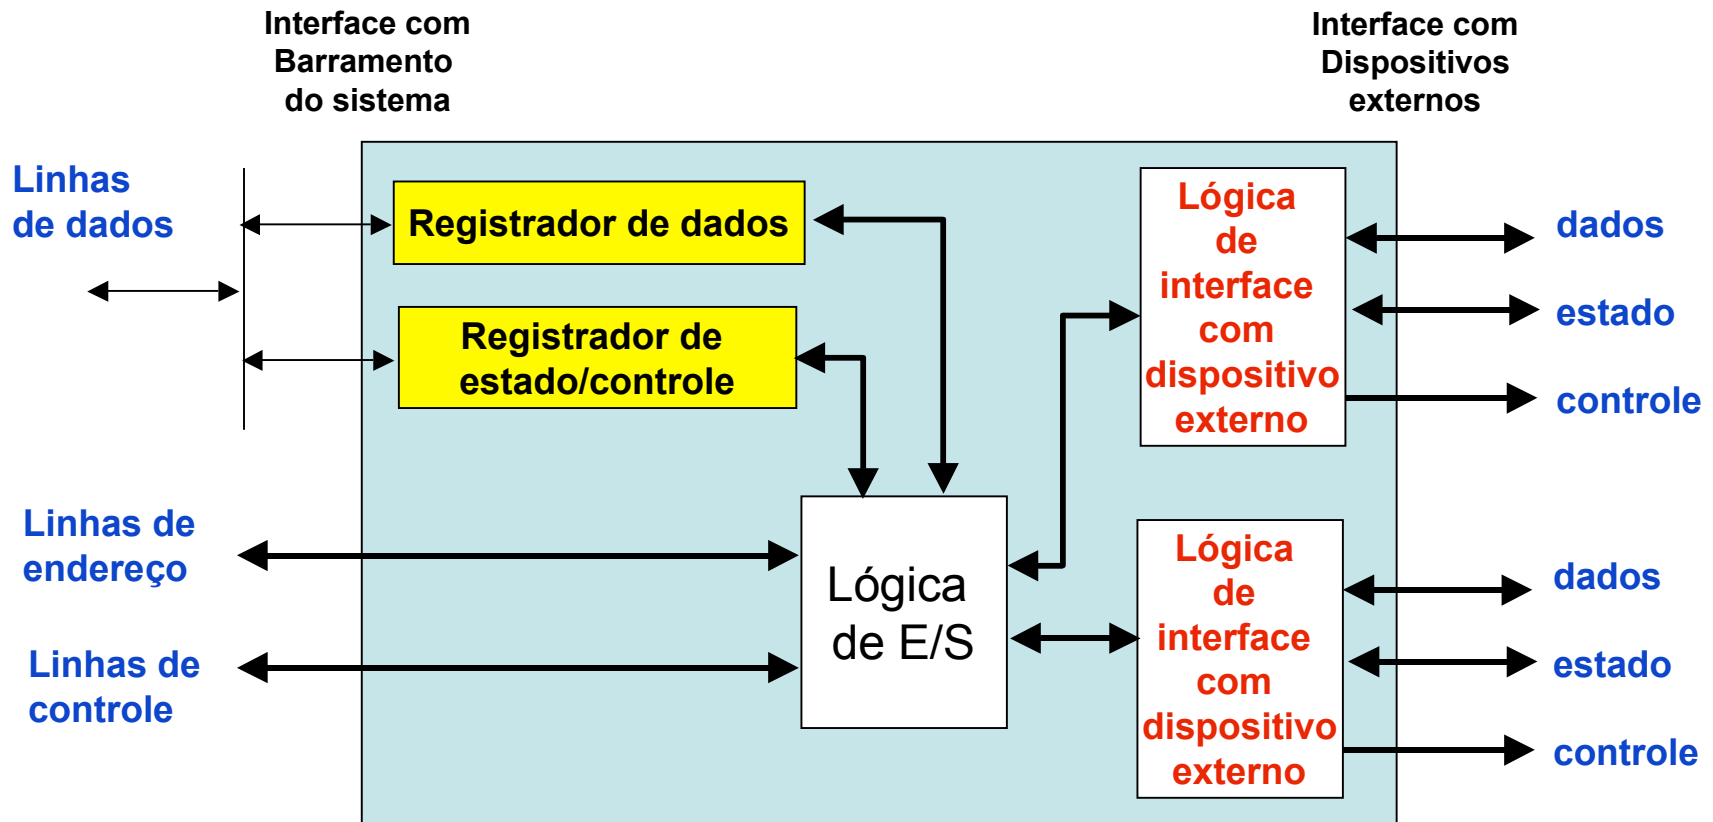 Interface com
Barramento
do sistema
Interface com
Dispositivos
externos
Linhas
de dados
Registrador de dados
Registrador de
estado/controle
Linhas de
endereço
Linhas de
controle
Lógica
de E/S
Lógica
de
interface
com
dispositivo
externo
dados
estado
controle
Lógica
de
interface
com
dispositivo
externo
dados
estado
controle